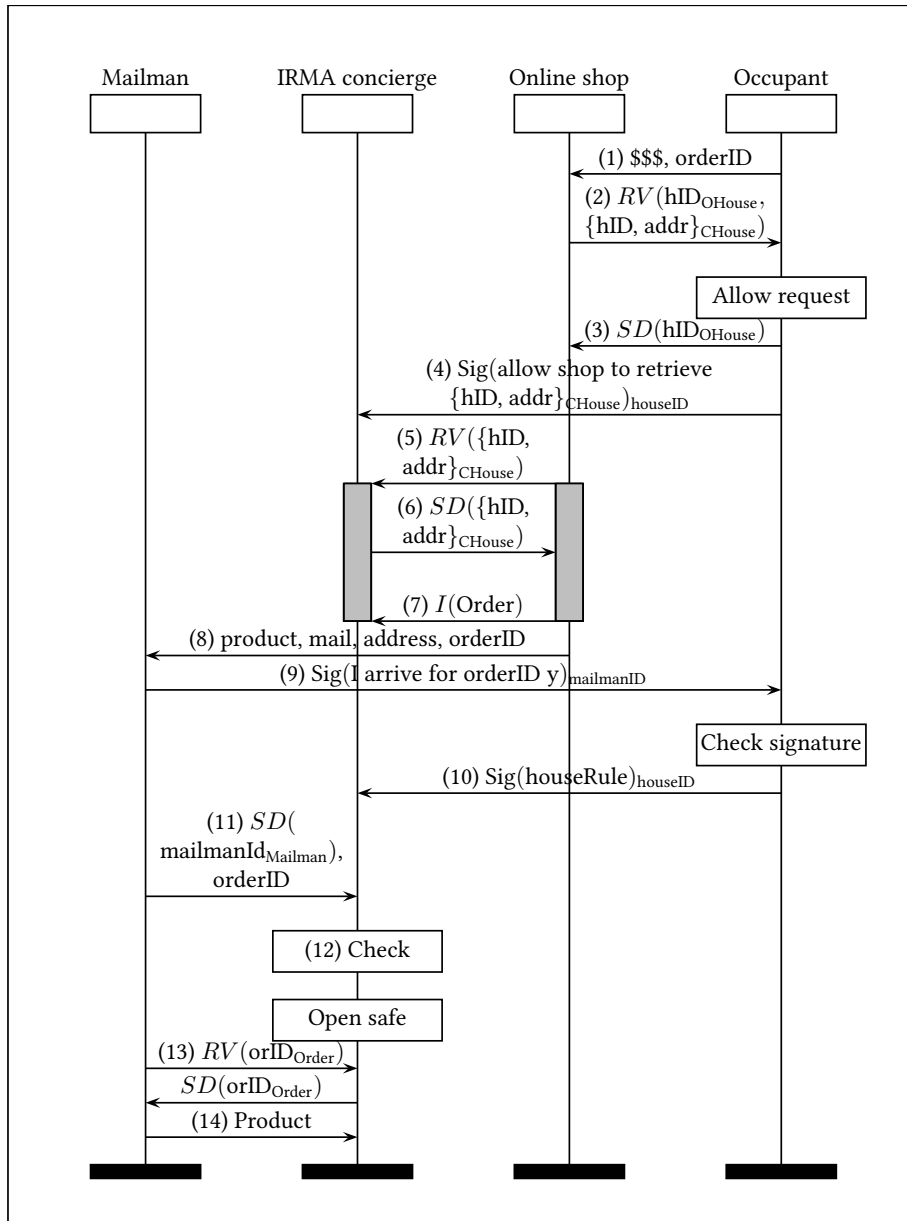 Mailman IRMA concierge Online shop Occupant
(1) $$$, orderID
(2) RV(hID_OHouse,
{hID, addr}_CHouse)
Allow request
(3) SD(hID_OHouse)
(4) Sig(allow shop to retrieve
{hID, addr}_CHouse)_houseID
(5) RV({hID,
addr}_CHouse)
(6) SD({hID,
addr}_CHouse)
(7) I(Order)
(8) product, mail, address, orderID
(9) Sig(I arrive for orderID y)_mailmanID
Check signature
(10) Sig(houseRule)_houseID
(11) SD(
mailmanId_Mailman),
orderID
(12) Check
Open safe
(13) RV(orID_Order)
SD(orID_Order)
(14) Product